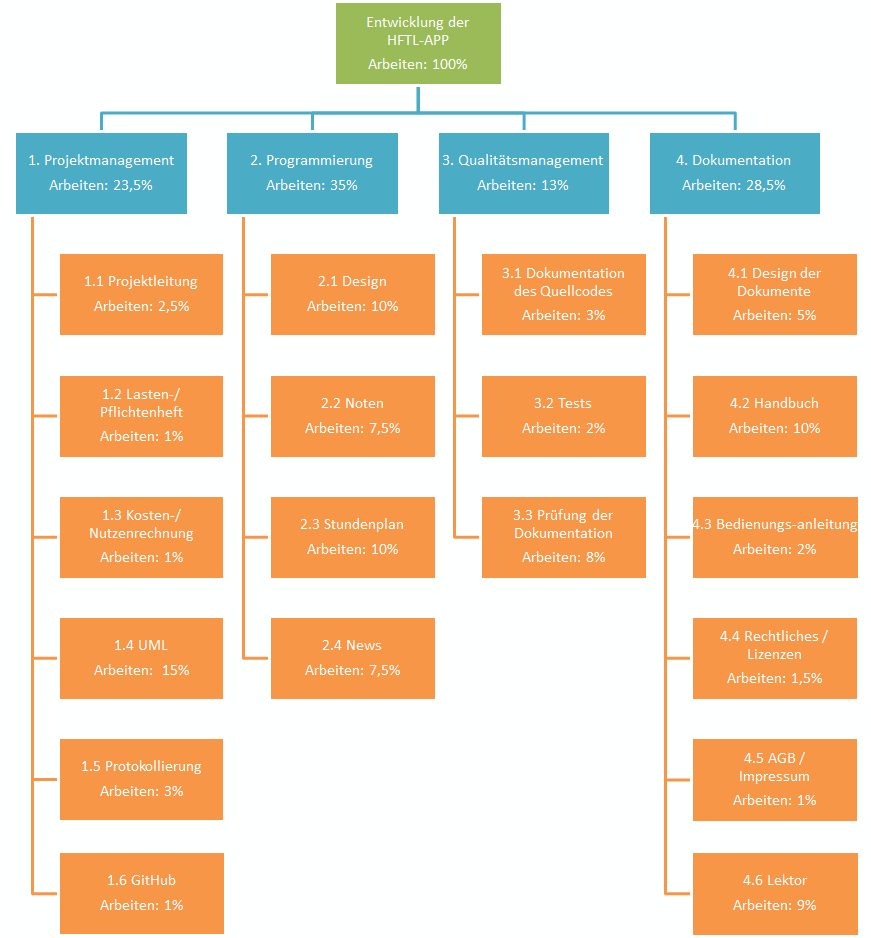 Entwicklung der
HFTL-APP
Arbeiten: 100%
1. Projektmanagement
Arbeiten: 23,5%
2. Programmierung
Arbeiten: 35%
3. Qualitätsmanagement
Arbeiten: 13%
4. Dokumentation
Arbeiten: 28,5%
1.1 Projektleitung
Arbeiten: 2,5%
1.2 Lasten-/
Pflichtenheft
Arbeiten: 1%
1.3 Kosten-/
Nutzenrechnung
Arbeiten: 1%
1.4 UML
Arbeiten: 15%
1.5 Protokollierung
Arbeiten: 3%
1.6 GitHub
Arbeiten: 1%
2.1 Design
Arbeiten: 10%
2.2 Noten
Arbeiten: 7,5%
2.3 Stundenplan
Arbeiten: 10%
2.4 News
Arbeiten: 7,5%
3.1 Dokumentation
des Quellcodes
Arbeiten: 3%
3.2 Tests
Arbeiten: 2%
3.3 Prüfung der
Dokumentation
Arbeiten: 8%
4.1 Design der
Dokumente
Arbeiten: 5%
4.2 Handbuch
Arbeiten: 10%
4.3 Bedienungs-anleitung
Arbeiten: 2%
4.4 Rechtliches /
Lizenzen
Arbeiten: 1,5%
4.5 AGB /
Impressum
Arbeiten: 1%
4.6 Lektor
Arbeiten: 9%